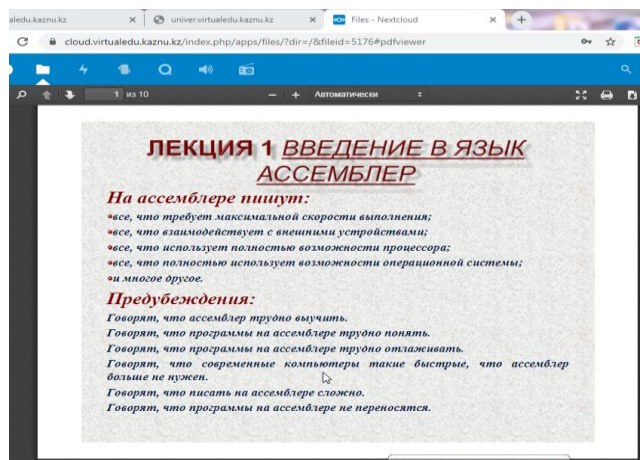 aledu.kaznu.kz
univer.virtualedu.kaznu.kz
Files - Nextcloud
cloud.virtualedu.kaznu.kz/index.php/apps/files/?dir=/&fileid=5176#pdfviewer
1 из 10
Автоматически
ЛЕКЦИЯ 1 ВВЕДЕНИЕ В ЯЗЫК
АССЕМБЛЕР
На ассемблере пишут:
•все, что требует максимальной скорости выполнения;
•все, что взаимодействует с внешними устройствами;
•все, что использует полностью возможности процессора;
•все, что полностью использует возможности операционной системы;
•и многое другое.
Предубеждения:
Говорят, что ассемблер трудно выучить.
Говорят, что программы на ассемблере трудно понять.
Говорят, что программы на ассемблере трудно отлаживать.
Говорят, что современные компьютеры такие быстрые, что ассемблер
больше не нужен.
Говорят, что писать на ассемблере сложно.
Говорят, что программы на ассемблере не переносятся.